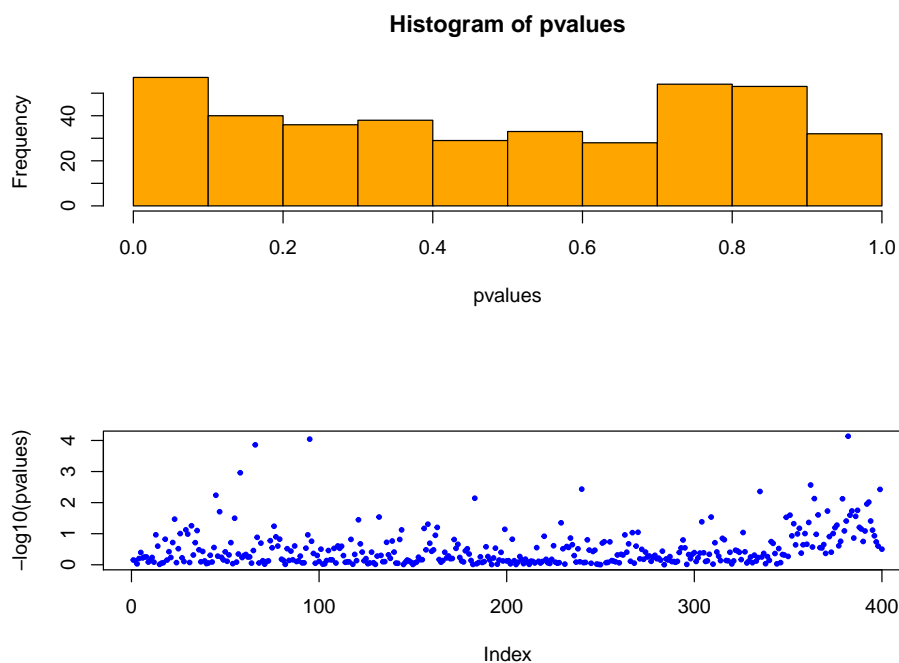 Histogram of pvalues
Frequency
0 20 40
0.0 0.2 0.4 0.6 0.8 1.0
pvalues
−log10(pvalues)
0 1 2 3 4
0 100 200 300 400
Index